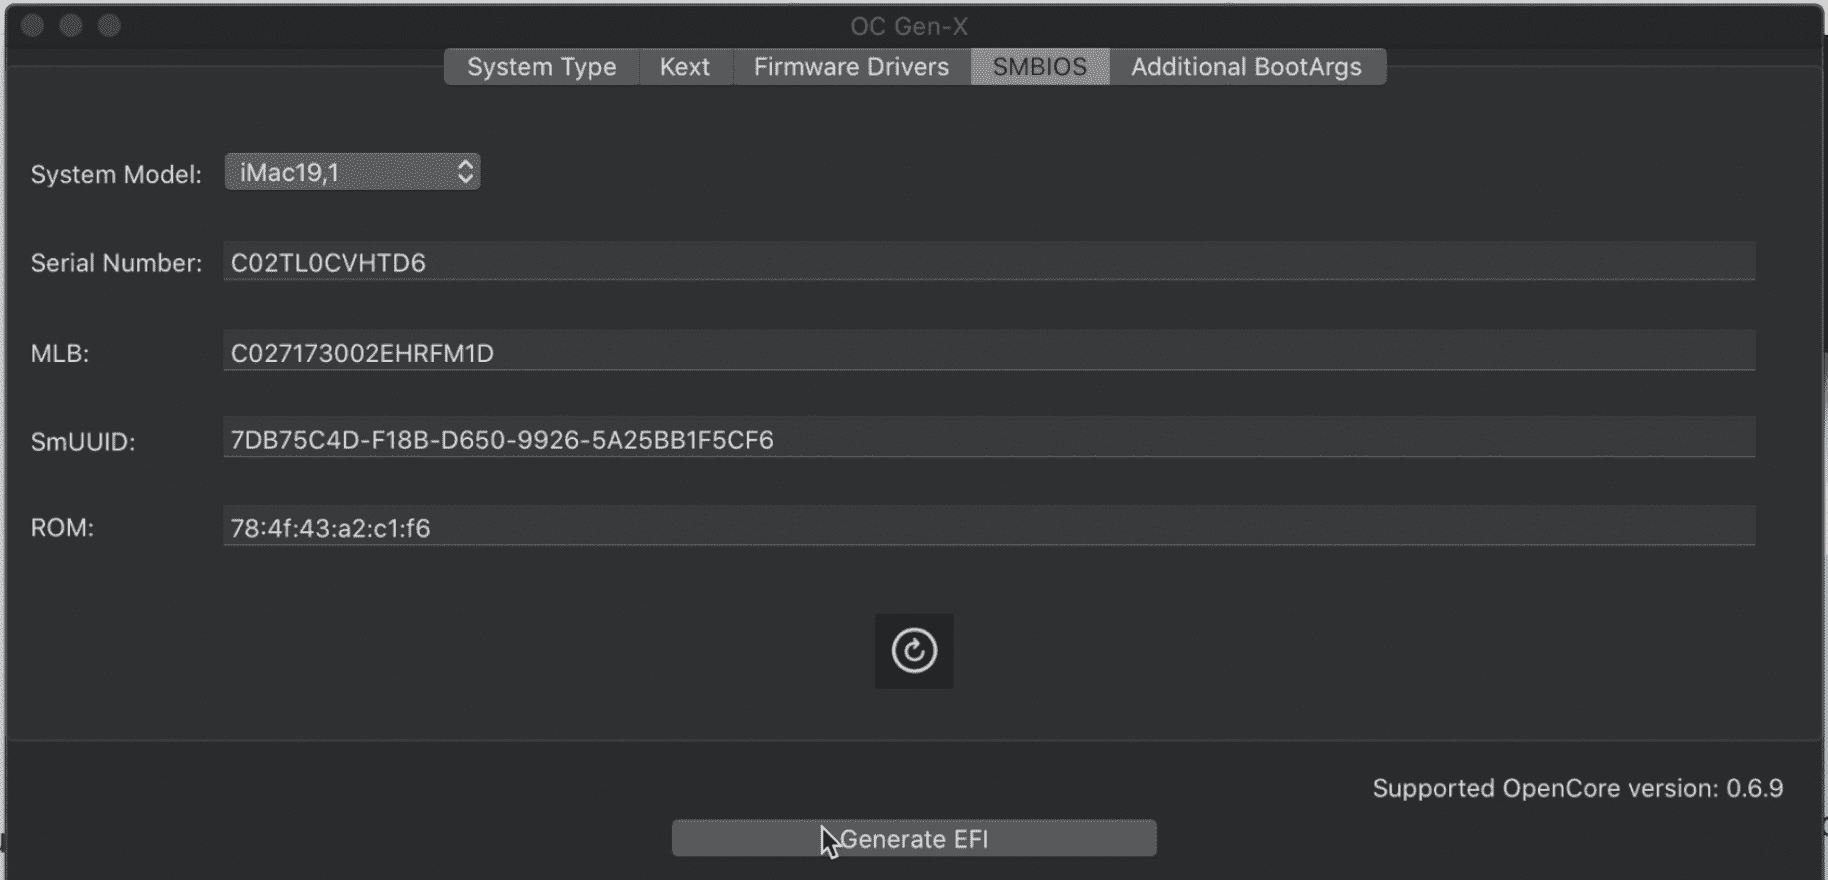 OC Gen-X
System Type Kext Firmware Drivers SMBIOS Additional BootArgs
System Model: iMac19,1
Serial Number: C02TL0CVHTD6
MLB: C027173002EHRFM1D
SmUUID: 7DB75C4D-F18B-D650-9926-5A25BB1F5CF6
ROM: 78:4f:43:a2:c1:f6
Supported OpenCore version: 0.6.9
Generate EFI